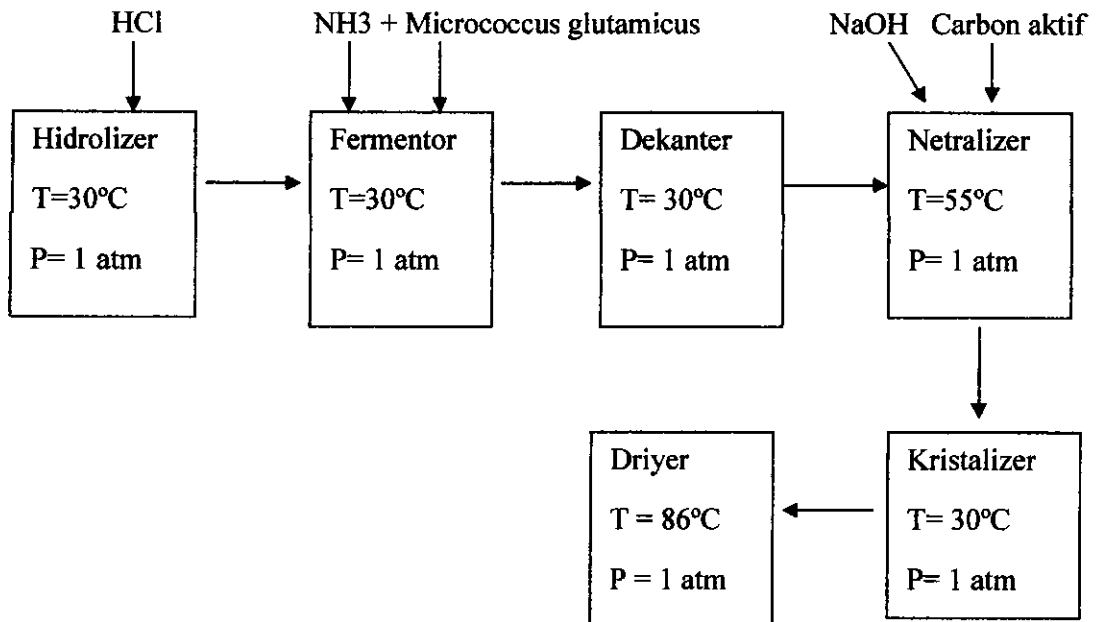 HCl
NH3 + Micrococcus glutamicus
NaOH Carbon aktif
Hidrolizer
T=30ºC
P= 1 atm
Fermentor
T=30ºC
P= 1 atm
Dekanter
T= 30ºC
P= 1 atm
Netralizer
T=55ºC
P= 1 atm
Driyer
T = 86ºC
P = 1 atm
Kristalizer
T= 30ºC
P= 1 atm